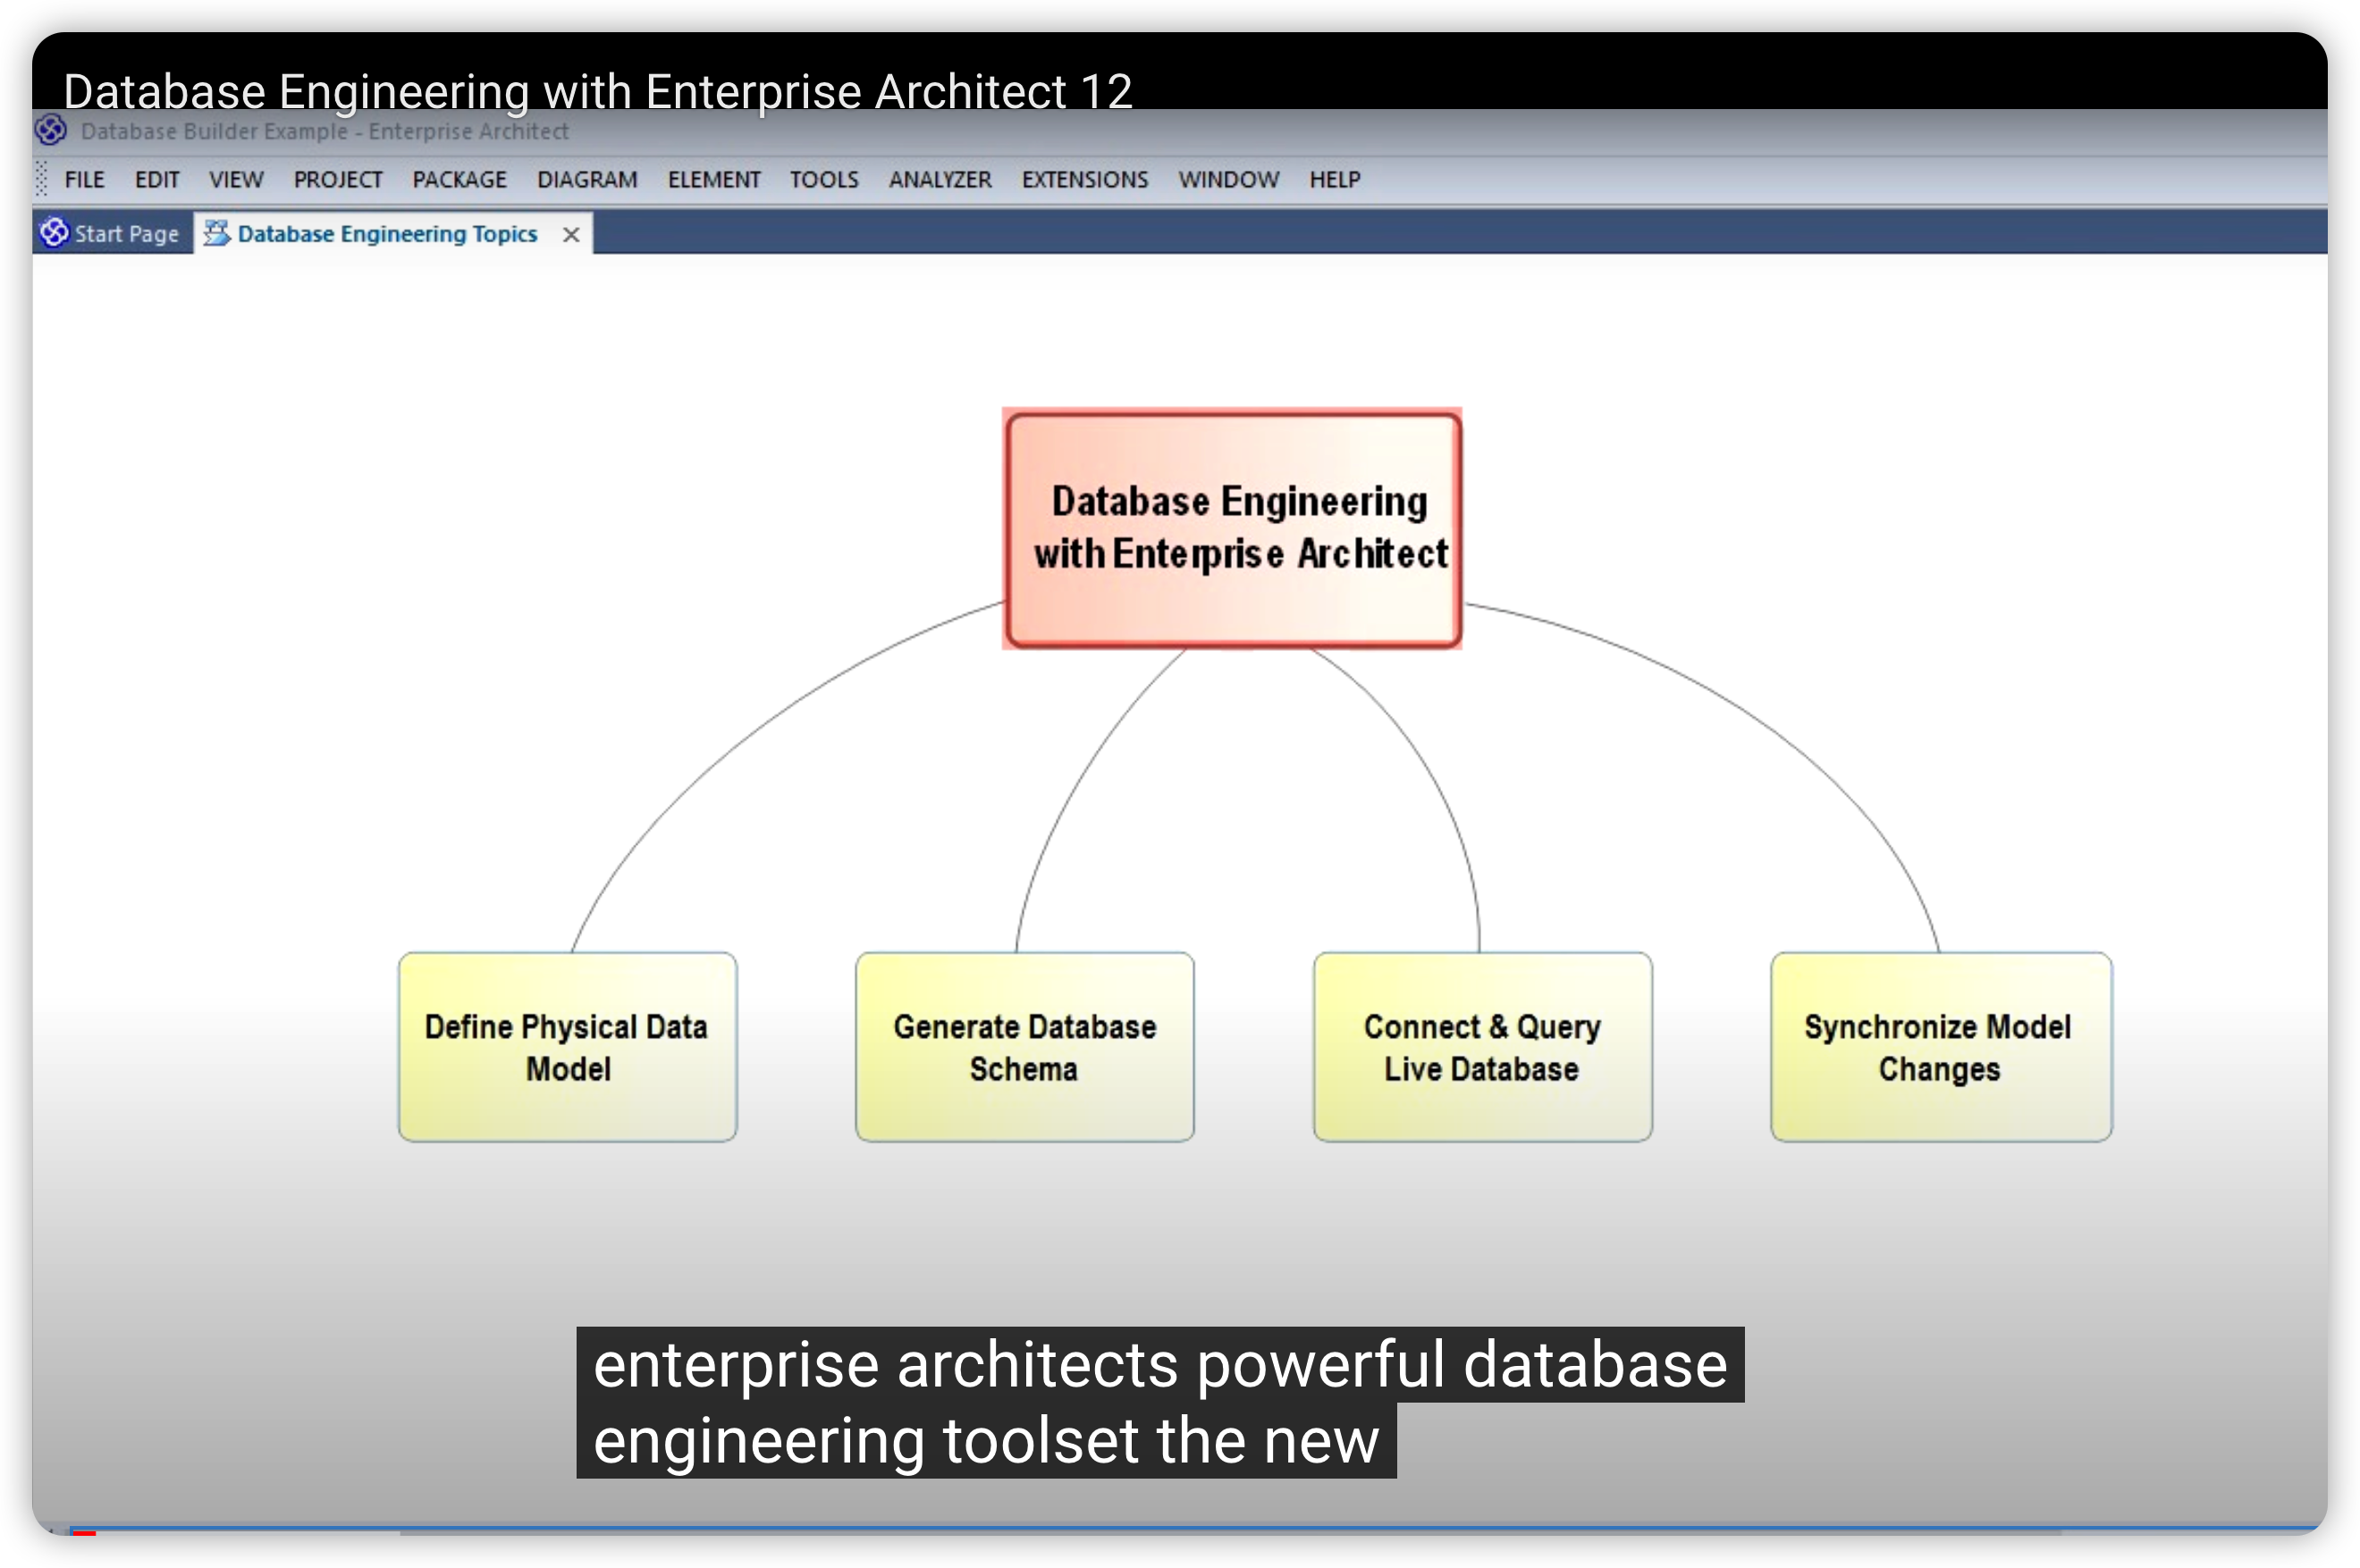 Database Engineering with Enterprise Architect 12
Database Builder Example - Enterprise Architect
FILE EDIT VIEW PROJECT PACKAGE DIAGRAM ELEMENT TOOLS ANALYZER EXTENSIONS WINDOW HELP
Start Page Database Engineering Topics
Database Engineering
with Enterprise Architect
Define Physical Data
Model
Generate Database
Schema
Connect & Query
Live Database
Synchronize Model
Changes
enterprise architects powerful database
engineering toolset the new